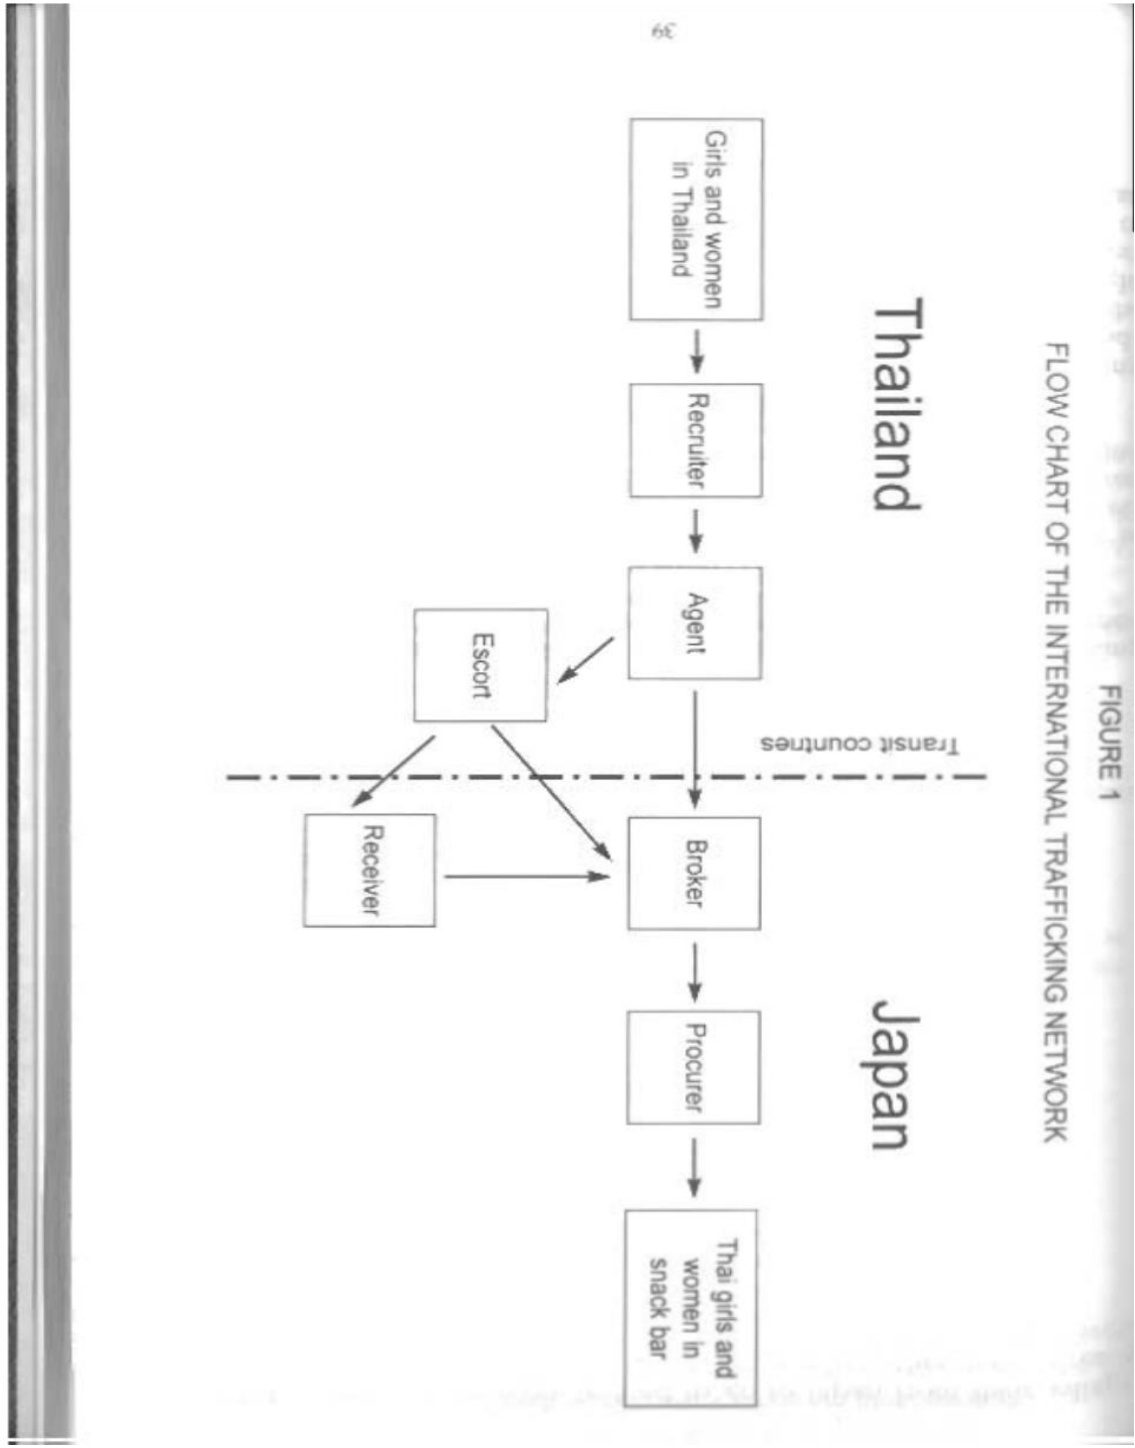 FIGURE 1
FLOW CHART OF THE INTERNATIONAL TRAFFICKING NETWORK
Thailand
Japan
Transit countries
Girls and women
in Thailand
Recruiter
Agent
Escort
Broker
Receiver
Procurer
Thai girls and
women in
snack bar
39